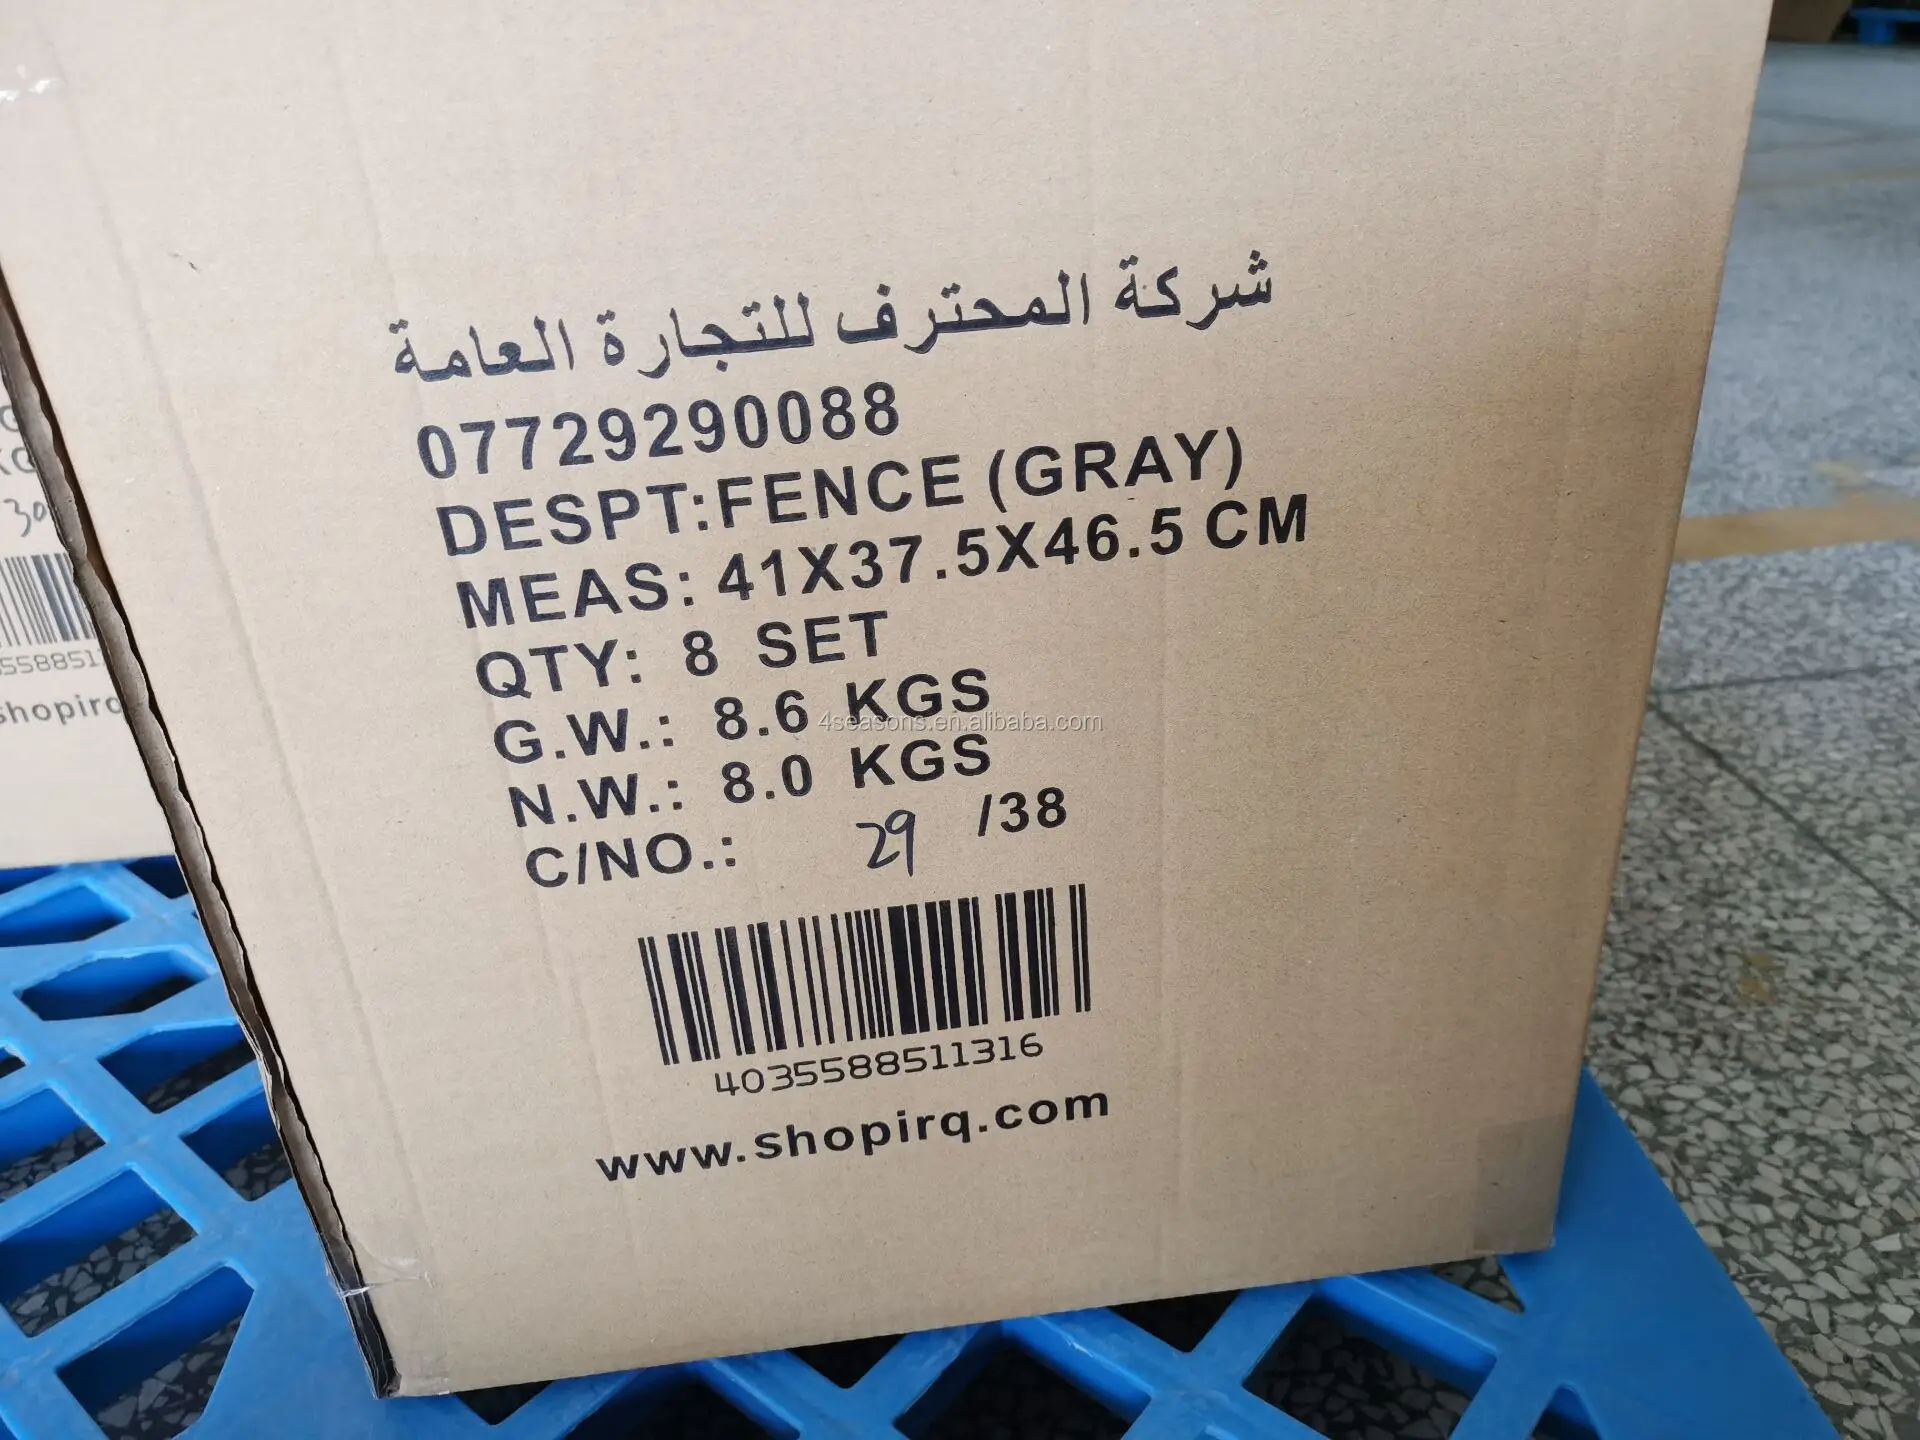 شركة المحترف للتجارة العامة
07729290088
DESPT:FENCE (GRAY)
MEAS: 41X37.5X46.5 CM
QTY: 8 SET
G.W.: 8.6 KGS
4seasons.en.alibaba.com
N.W.: 8.0 KGS
C/NO.: 29 /38
4035588511316
www.shopirq.com
30